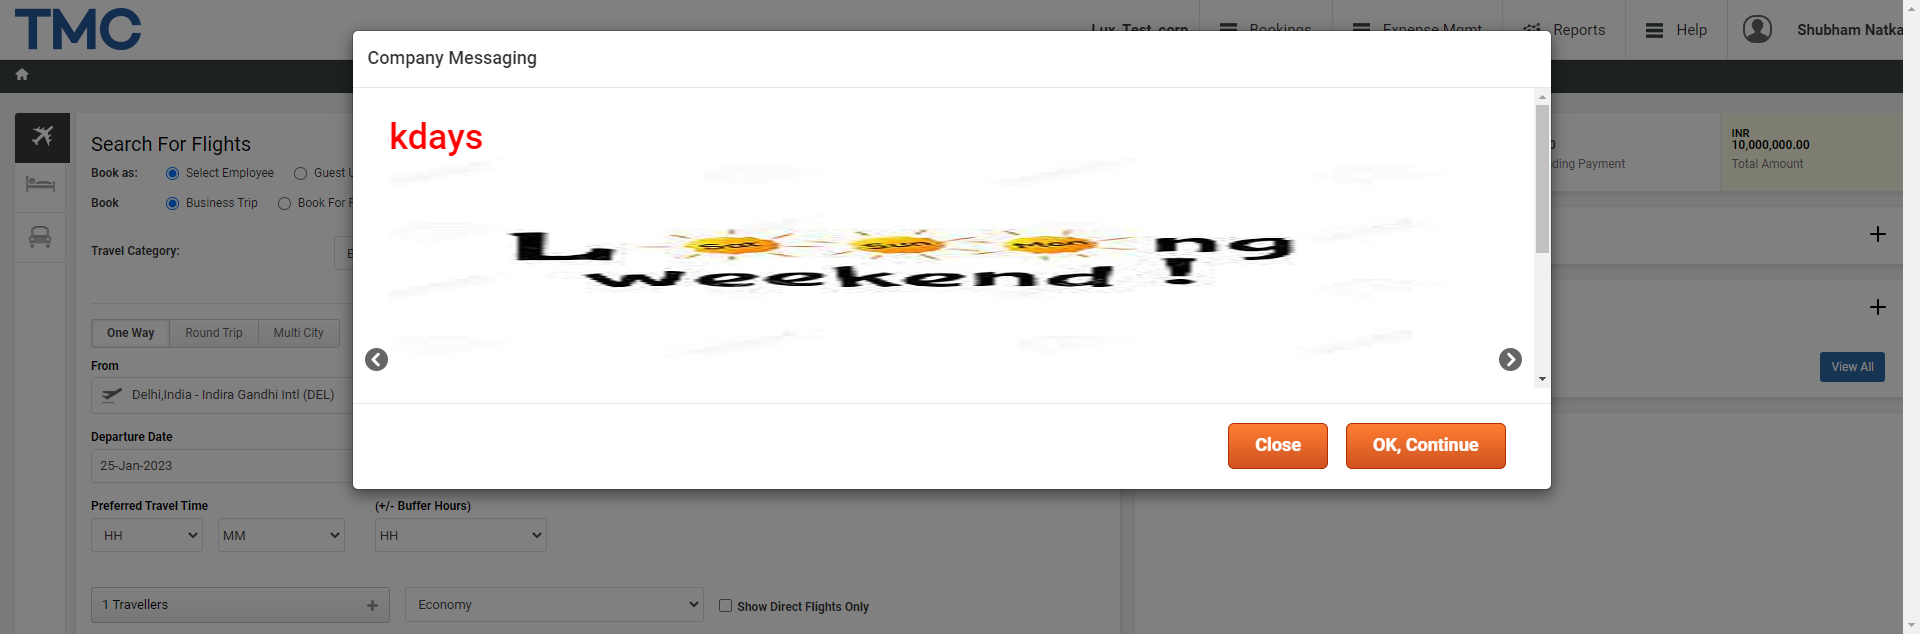 TMC
Lux_Test_corp
Bookings
Expense Mgmt
Reports
Help
Shubham Natka
Company Messaging
kdays
L Sat Sun Mon ng
weekend !
Close
OK, Continue
Search For Flights
Book as:
Select Employee
Guest U
Book
Business Trip
Book For F
Travel Category:
B
One Way
Round Trip
Multi City
From
Delhi,India - Indira Gandhi Intl (DEL)
Departure Date
25-Jan-2023
Preferred Travel Time
(+/- Buffer Hours)
HH
MM
HH
1 Travellers
Economy
Show Direct Flights Only
0
ding Payment
INR
10,000,000.00
Total Amount
View All